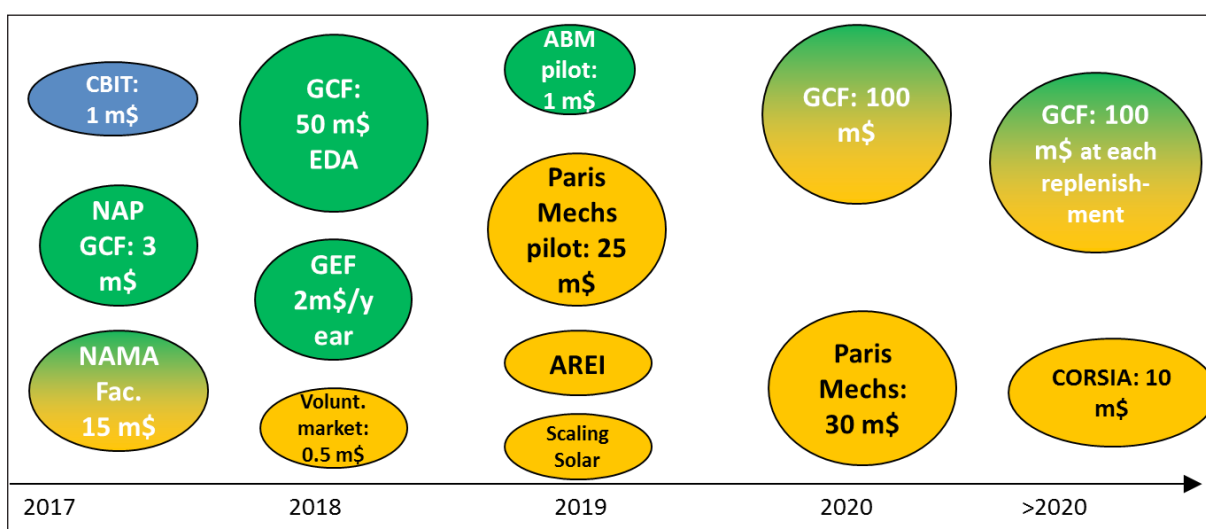 CBIT:
1 m$
NAP
GCF: 3
m$
NAMA
Fac.
15 m$
GCF:
50 m$
EDA
GEF
2m$/y
ear
Volunt.
market:
0.5 m$
ABM
pilot:
1 m$
Paris
Mechs
pilot: 25
m$
AREI
Scaling
Solar
GCF: 100
m$
Paris
Mechs:
30 m$
GCF: 100
m$ at each
replenish-
ment
CORSIA: 10
m$
2017
2018
2019
2020
>2020